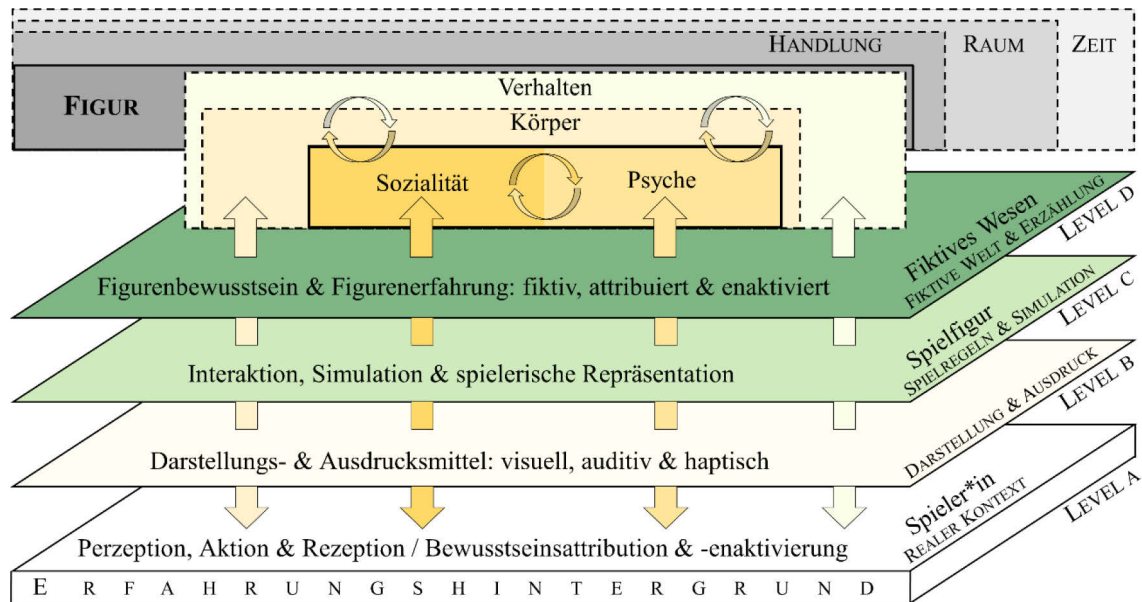 HANDLUNG RAUM ZEIT
Verhalten
FIGUR
Körper
Sozialität Psyche
Figurenbewusstsein & Figurenerfahrung: fiktiv, attribuiert & enaktiviert
Fiktives Wesen
FIKTIVE WELT & ERZÄHLUNG
LEVEL D
Interaktion, Simulation & spielerische Repräsentation
Spielfigur
SPIELREGELN & SIMULATION
LEVEL C
Darstellungs- & Ausdrucksmittel: visuell, auditiv & haptisch
DARSTELLUNG & AUSDRUCK
LEVEL B
Perzeption, Aktion & Rezeption / Bewusstseinsattribution & -enaktivierung
Spieler*in
REALER KONTEXT
LEVEL A
ERFAHRUNGSHINTERGRUND